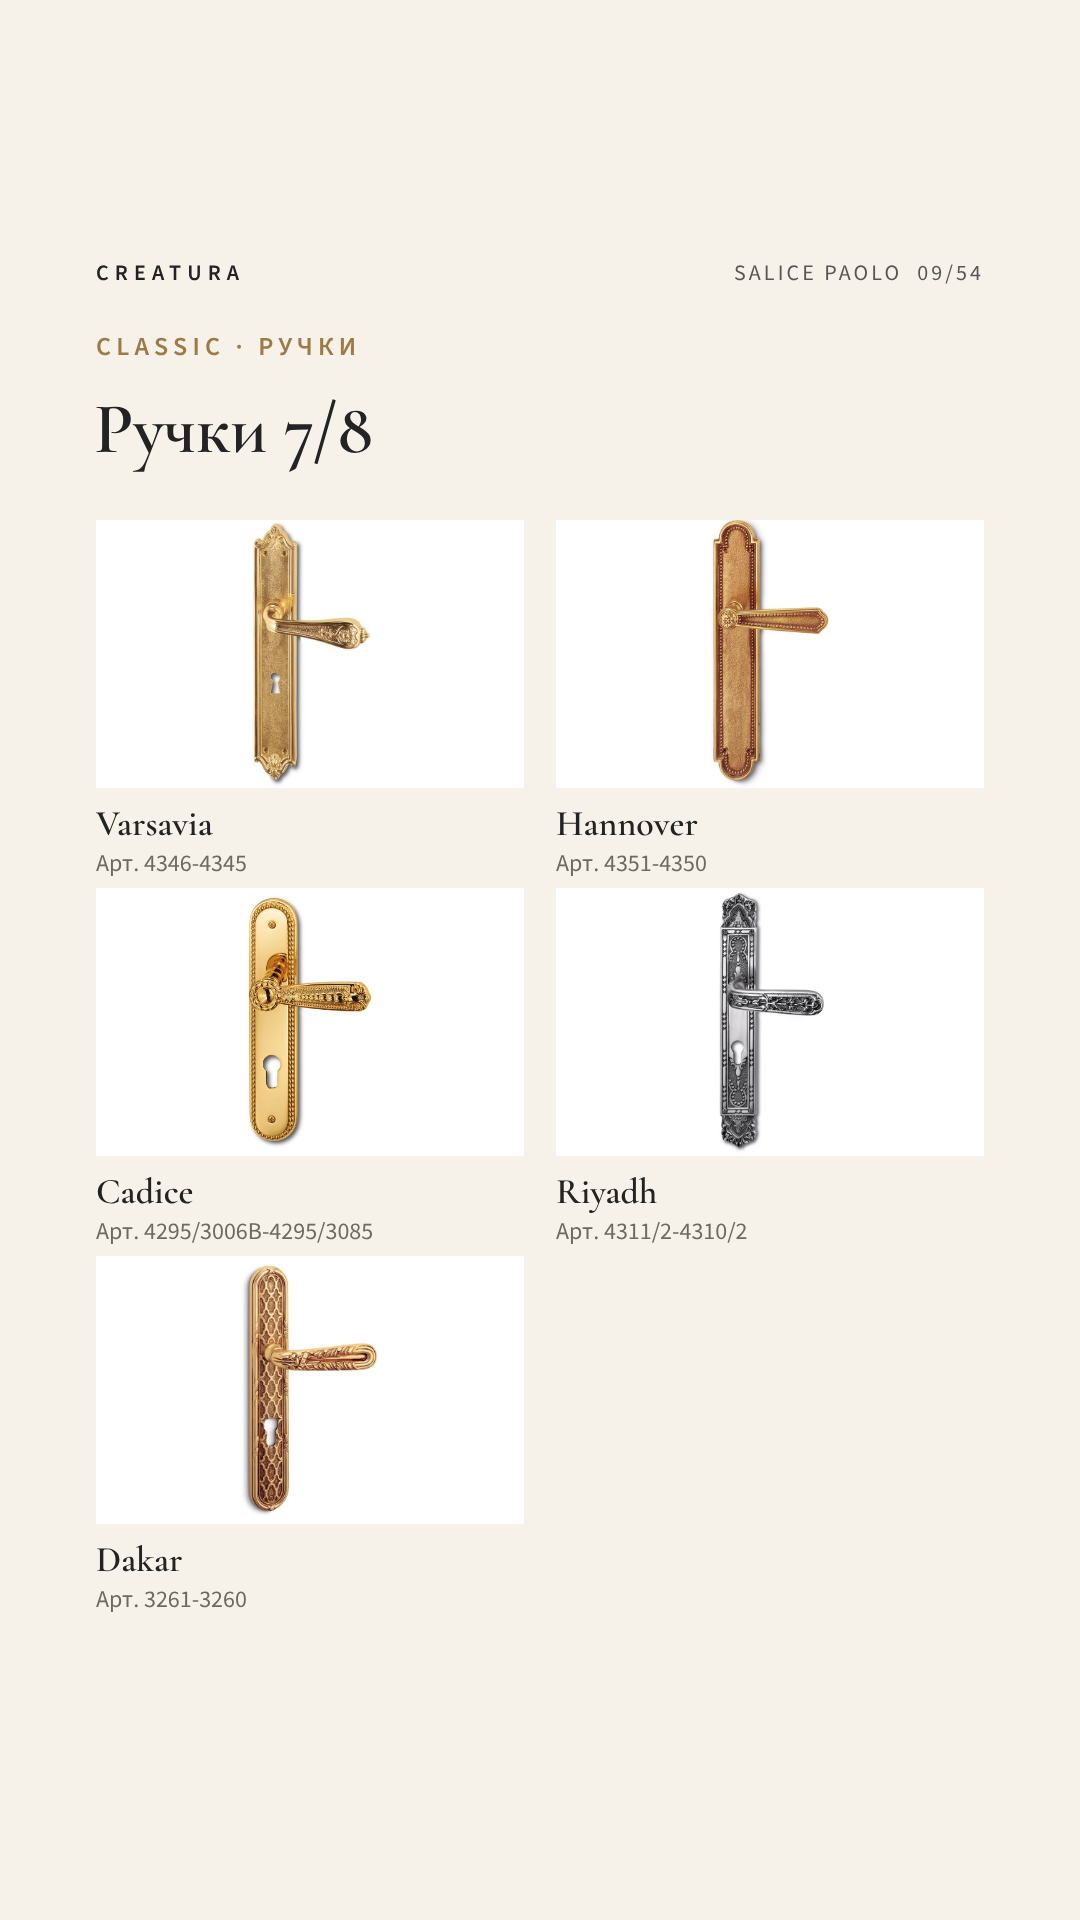 CREATURA
SALICE PAOLO 09/54
CLASSIC · РУЧКИ
Ручки 7/8
Varsavia
Арт. 4346-4345
Hannover
Арт. 4351-4350
Cadice
Арт. 4295/3006B-4295/3085
Riyadh
Арт. 4311/2-4310/2
Dakar
Арт. 3261-3260